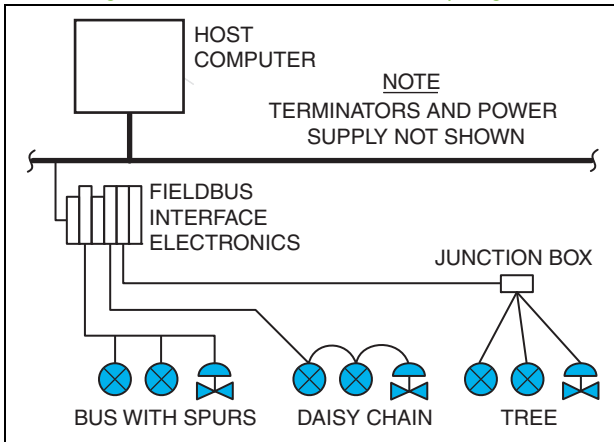 HOST
COMPUTER
NOTE
TERMINATORS AND POWER
SUPPLY NOT SHOWN
FIELDBUS
INTERFACE
ELECTRONICS
JUNCTION BOX
BUS WITH SPURS
DAISY CHAIN
TREE